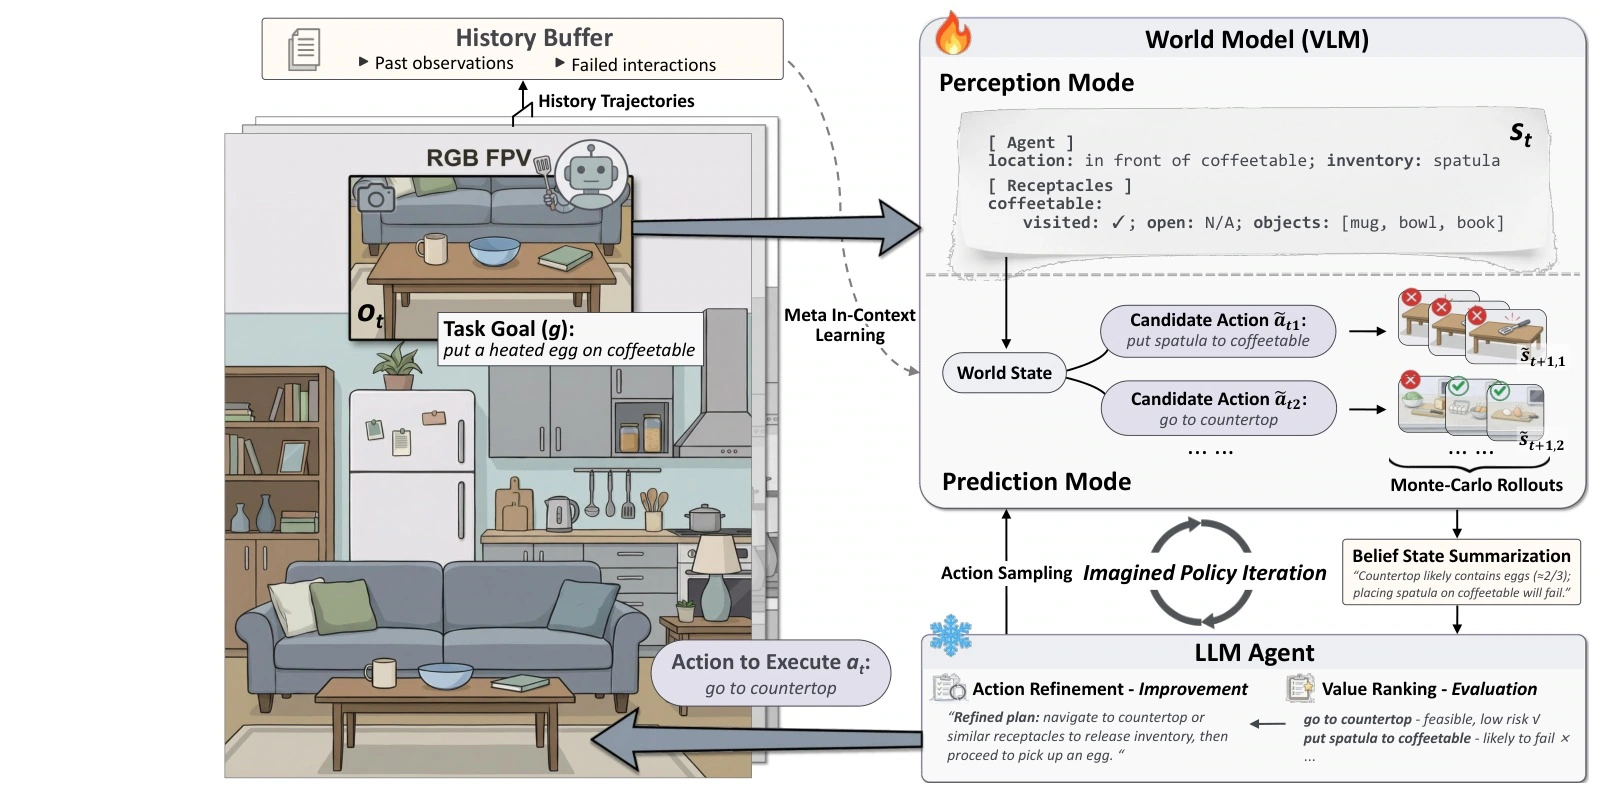 History Buffer
▶ Past observations ▶ Failed interactions
History Trajectories
RGB FPV
o_t
Task Goal (g):
put a heated egg on coffeetable
Action to Execute a_t:
go to countertop
Meta In-Context
Learning
World Model (VLM)
Perception Mode
S_t
[ Agent ]
location: in front of coffeetable; inventory: spatula
[ Receptacles ]
coffeetable:
visited: ✓; open: N/A; objects: [mug, bowl, book]
World State
Candidate Action ã_t1:
put spatula to coffeetable
s̃_t+1,1
Candidate Action ã_t2:
go to countertop
s̃_t+1,2
... ...
... ...
Prediction Mode
Monte-Carlo Rollouts
Action Sampling
Imagined Policy Iteration
Belief State Summarization
“Countertop likely contains eggs (≈2/3);
placing spatula on coffeetable will fail.”
LLM Agent
Action Refinement - Improvement
“Refined plan: navigate to countertop or
similar receptacles to release inventory, then
proceed to pick up an egg. “
Value Ranking - Evaluation
go to countertop - feasible, low risk √
put spatula to coffeetable - likely to fail ×
...